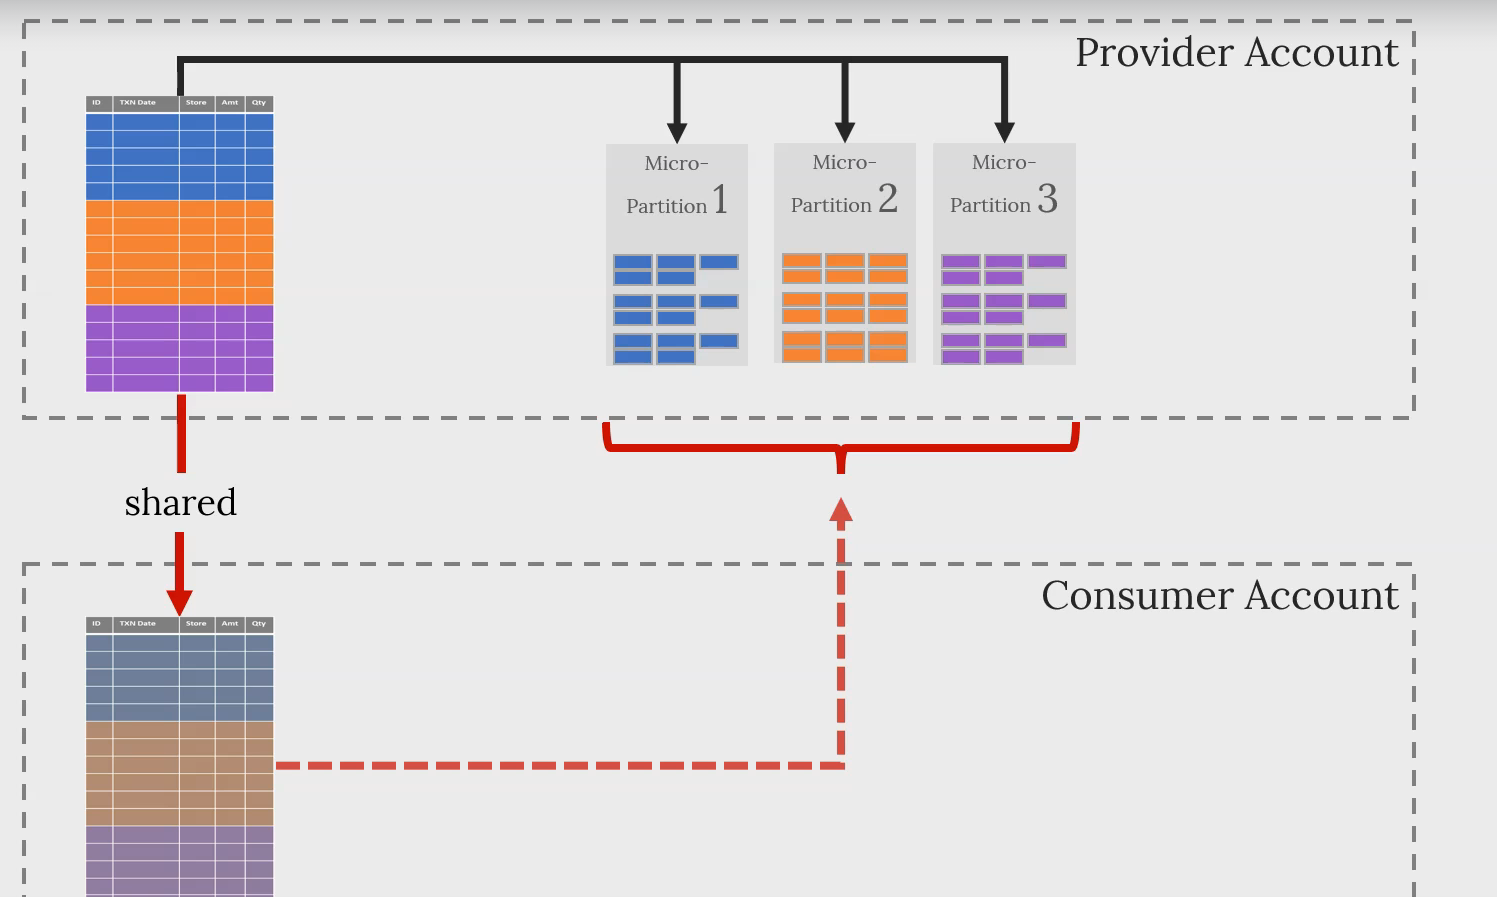 Provider Account
ID TXN Date Store Amt Qty
Micro-
Partition 1
Micro-
Partition 2
Micro-
Partition 3
shared
Consumer Account
ID TXN Date Store Amt Qty